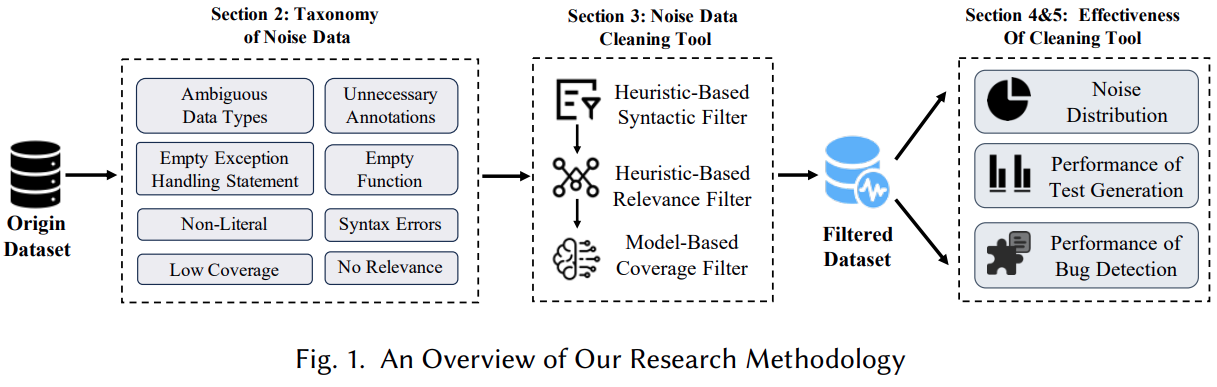 Section 2: Taxonomy
of Noise Data
Section 3: Noise Data
Cleaning Tool
Section 4&5: Effectiveness
Of Cleaning Tool
Origin
Dataset
Ambiguous
Data Types
Unnecessary
Annotations
Empty Exception
Handling Statement
Empty
Function
Non-Literal
Syntax Errors
Low Coverage
No Relevance
Heuristic-Based
Syntactic Filter
Heuristic-Based
Relevance Filter
Model-Based
Coverage Filter
Filtered
Dataset
Noise
Distribution
Performance of
Test Generation
Performance of
Bug Detection
Fig. 1. An Overview of Our Research Methodology